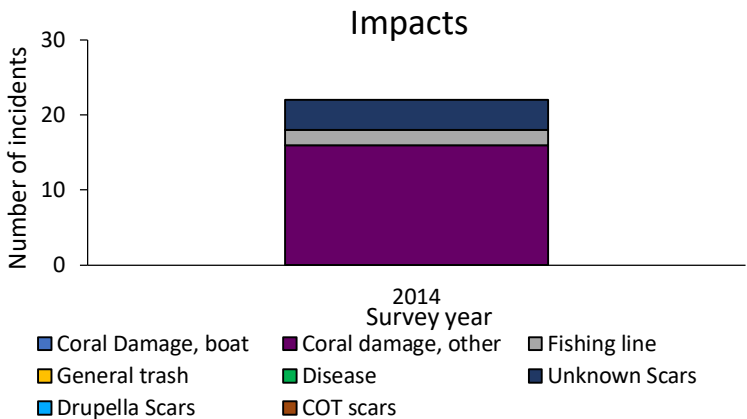 Impacts
30
20
10
0
Number of incidents
2014
Survey year
Coral Damage, boat
Coral damage, other
Fishing line
General trash
Disease
Unknown Scars
Drupella Scars
COT scars